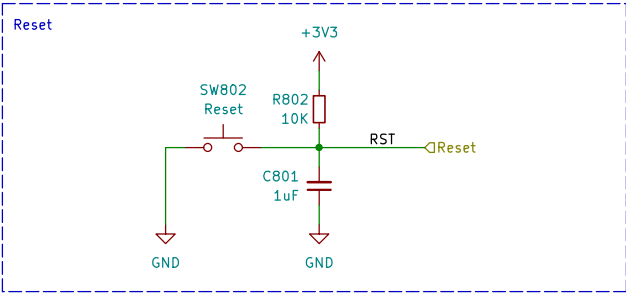 Reset
+3V3
SW802
Reset
R802
10K
RST
Reset
C801
1uF
GND
GND